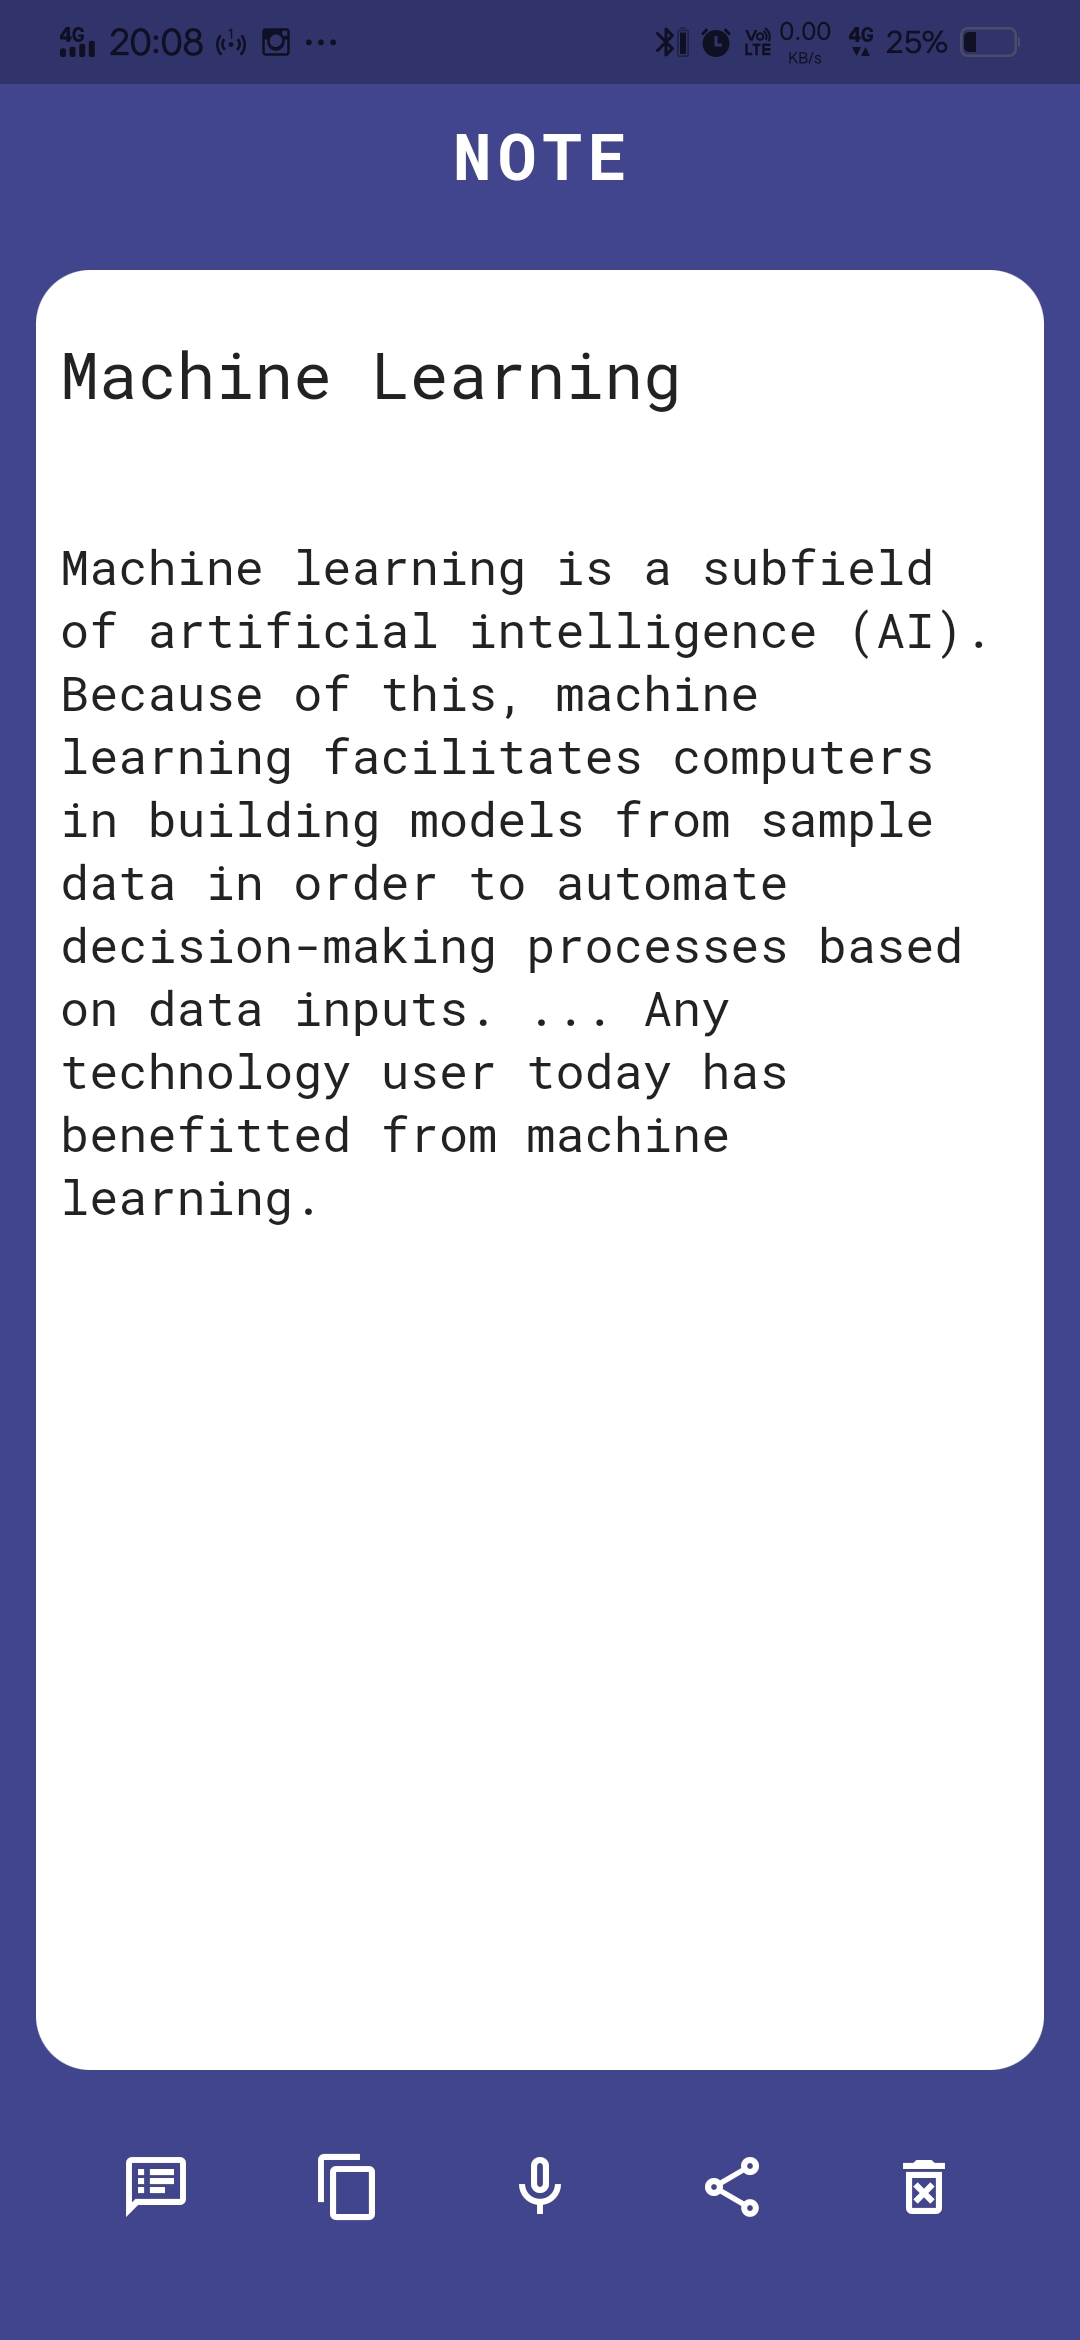 4G 20:08 1 ... Vo) LTE 0.00 KB/s 4G 25%
NOTE
Machine Learning
Machine learning is a subfield
of artificial intelligence (AI).
Because of this, machine
learning facilitates computers
in building models from sample
data in order to automate
decision-making processes based
on data inputs. ... Any
technology user today has
benefitted from machine
learning.